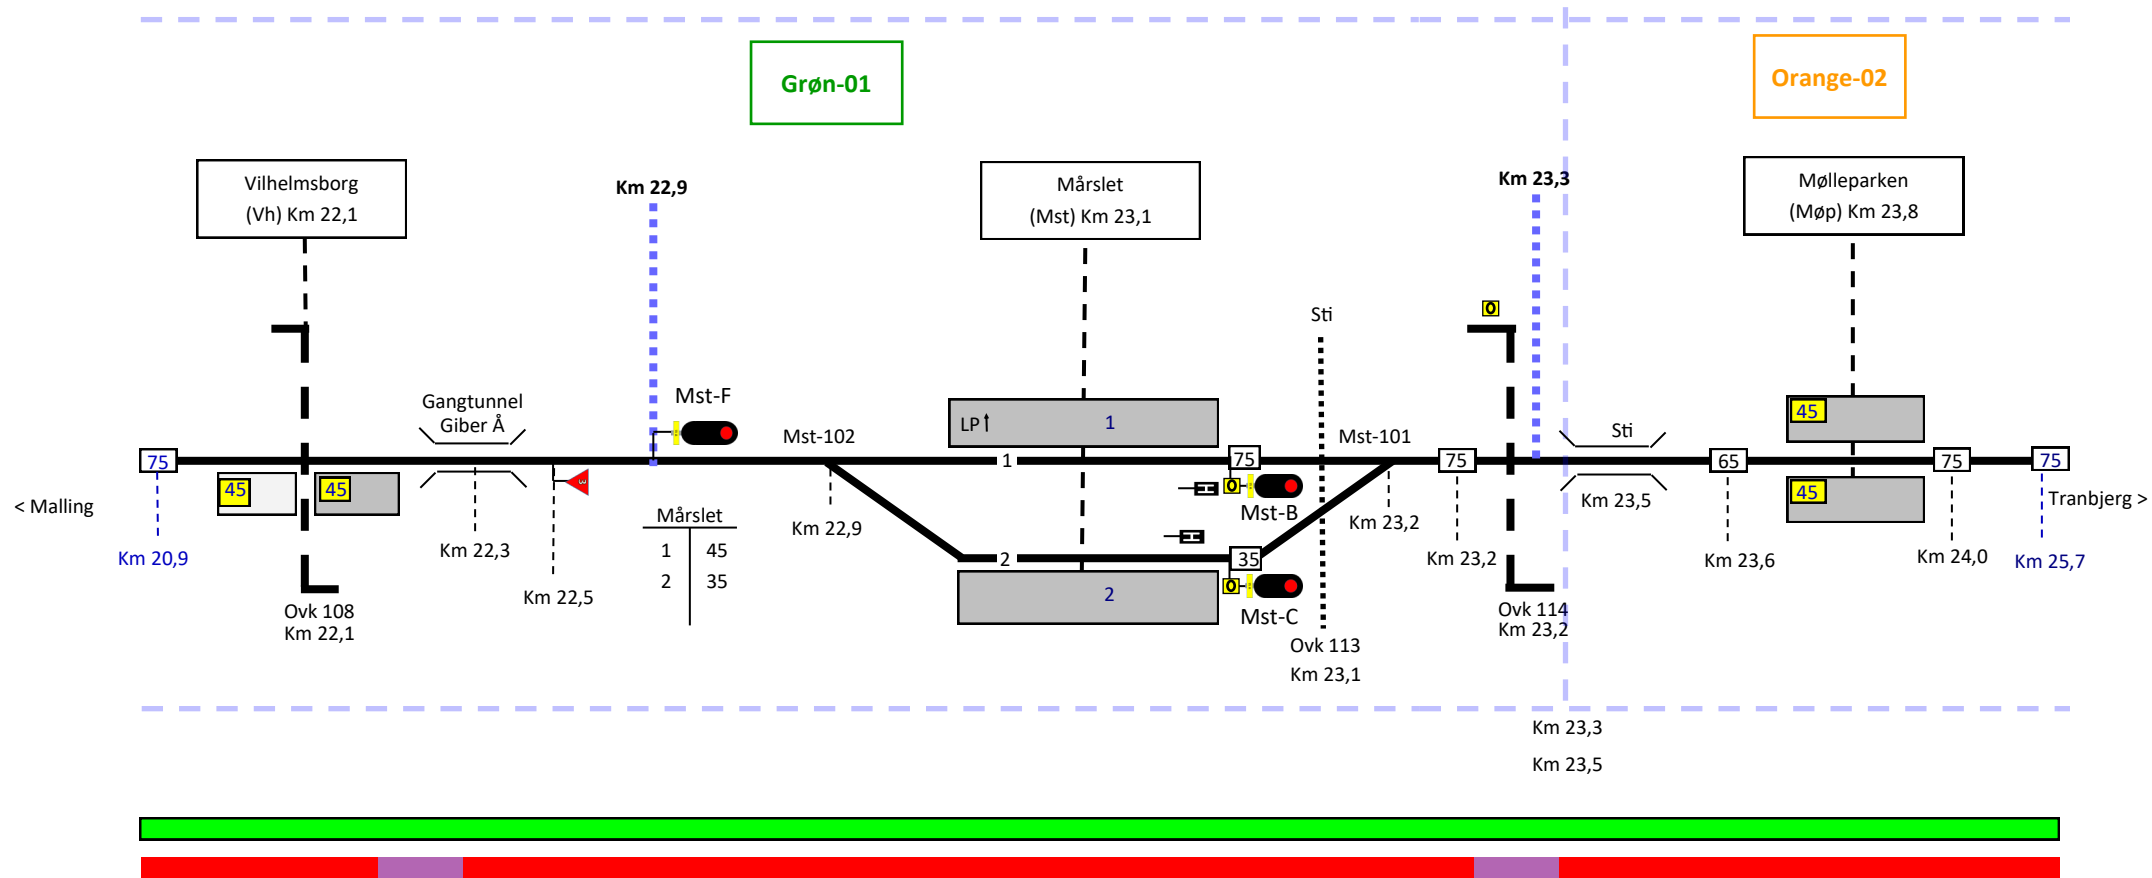 Grøn-01
Orange-02
Vilhelmsborg
(Vh) Km 22,1
Km 22,9
Mårslet
(Mst) Km 23,1
Km 23,3
Mølleparken
(Møp) Km 23,8
O
Sti
Gangtunnel
Giber Å
Mst-F
LP
1
45
Mst-102
Mst-101
Sti
75
1
75
75
65
75
75
45
45
3
O
45
< Malling
Km 20,9
Km 22,3
Km 22,5
Mårslet
1 45
2 35
Km 22,9
Mst-B
Km 23,2
Km 23,5
Tranbjerg >
Km 23,2
Km 23,6
Km 24,0
Km 25,7
2
35
O
2
Mst-C
Ovk 108
Km 22,1
Ovk 113
Km 23,1
Ovk 114
Km 23,2
Km 23,3
Km 23,5